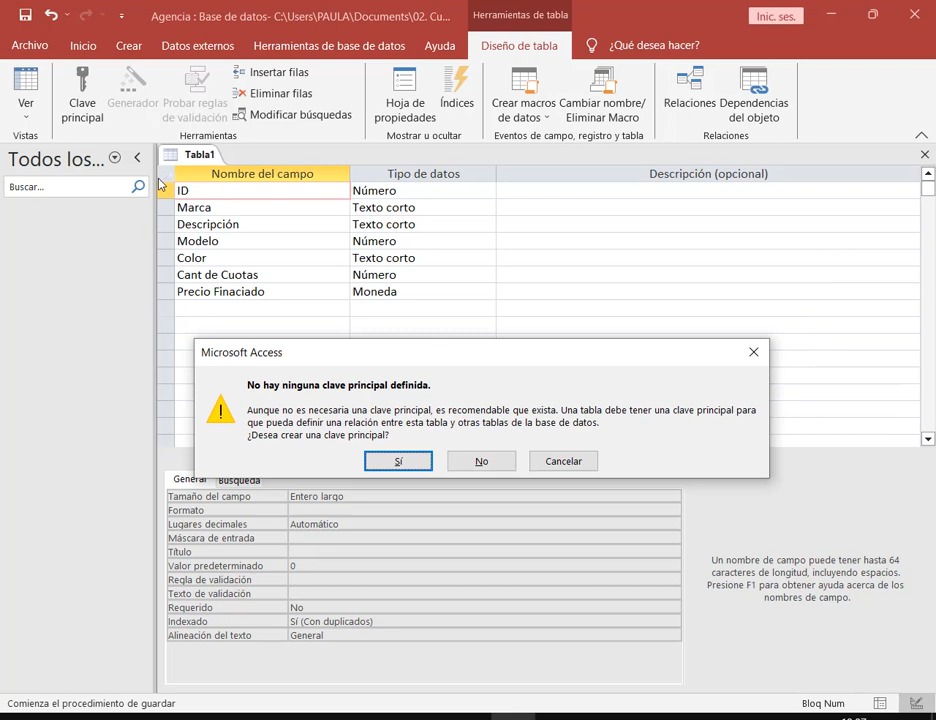 Agencia : Base de datos- C:\Users\PAULA\Documents\02. Cu...
Herramientas de tabla
Inic. ses.
Archivo
Inicio
Crear
Datos externos
Herramientas de base de datos
Ayuda
Diseño de tabla
¿Qué desea hacer?
Ver
Clave
principal
Generador
Probar reglas
de validación
Insertar filas
Eliminar filas
Modificar búsquedas
Hoja de
propiedades
Índices
Crear macros
de datos
Cambiar nombre/
Eliminar Macro
Relaciones
Dependencias
del objeto
Vistas
Herramientas
Mostrar u ocultar
Eventos de campo, registro y tabla
Relaciones
Todos los...
Buscar...
Tabla1
Nombre del campo
Tipo de datos
Descripción (opcional)
ID
Número
Marca
Texto corto
Descripción
Texto corto
Modelo
Número
Color
Texto corto
Cant de Cuotas
Número
Precio Finaciado
Moneda
Microsoft Access
No hay ninguna clave principal definida.
Aunque no es necesaria una clave principal, es recomendable que exista. Una tabla debe tener una clave principal para
que pueda definir una relación entre esta tabla y otras tablas de la base de datos.
¿Desea crear una clave principal?
Sí
No
Cancelar
General
Búsqueda
Tamaño del campo
Entero largo
Formato
Lugares decimales
Automático
Máscara de entrada
Título
Valor predeterminado
0
Regla de validación
Texto de validación
Requerido
No
Indexado
Sí (Con duplicados)
Alineación del texto
General
Un nombre de campo puede tener hasta 64
caracteres de longitud, incluyendo espacios.
Presione F1 para obtener ayuda acerca de los
nombres de campo.
Comienza el procedimiento de guardar
Bloq Num